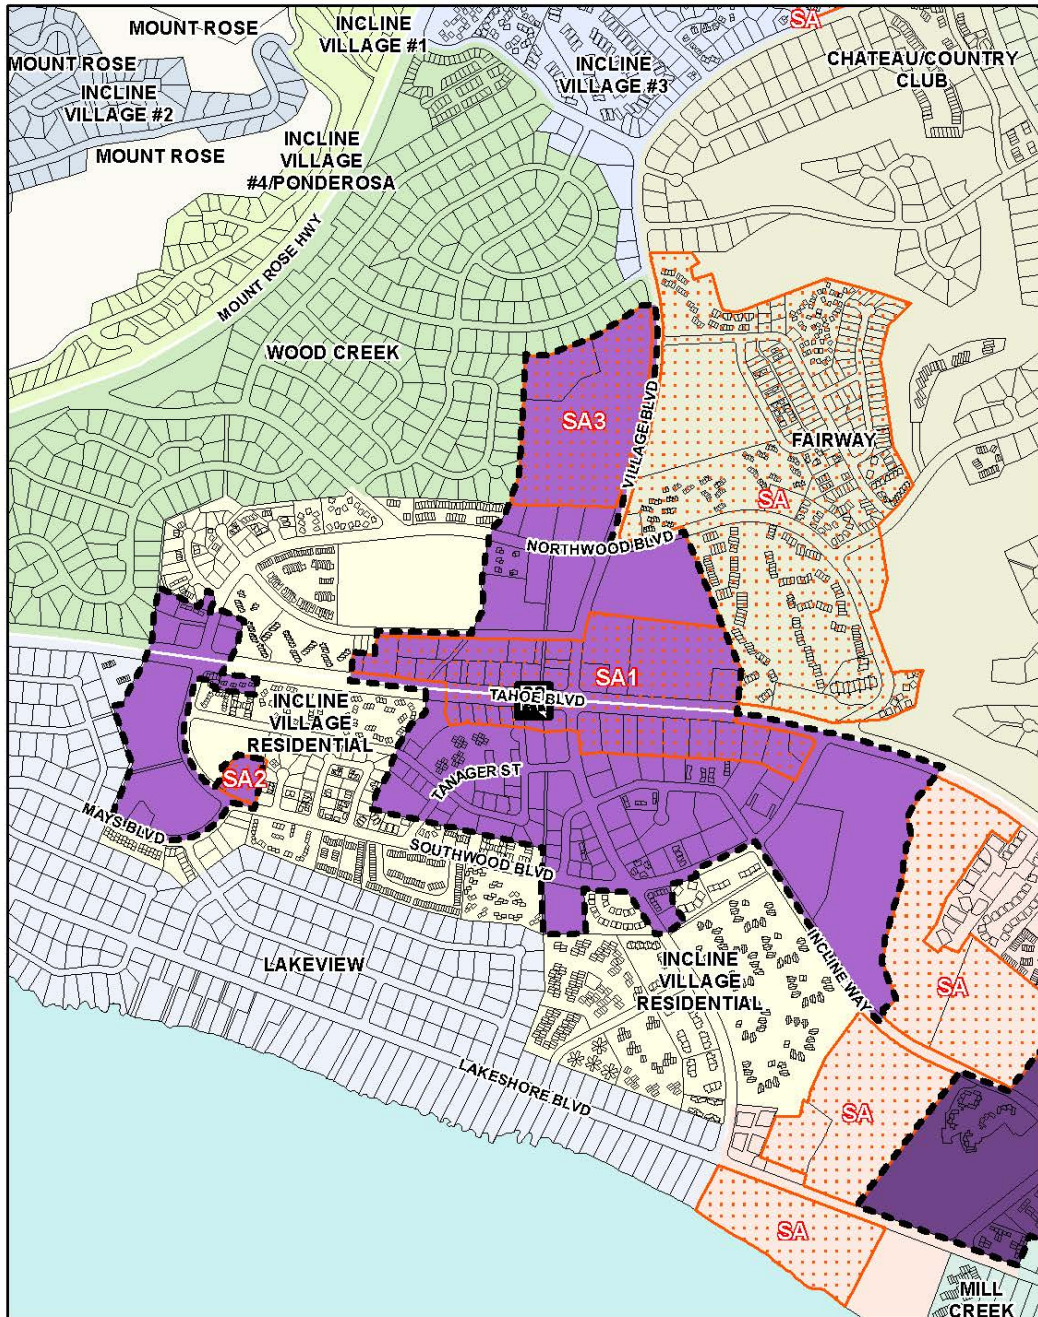 SA
MOUNT ROSE
INCLINE
VILLAGE #1
MOUNT ROSE
INCLINE
VILLAGE #2
INCLINE
VILLAGE #3
CHATEAU/COUNTRY
CLUB
MOUNT ROSE
INCLINE
VILLAGE
#4/PONDEROSA
MOUNT ROSE HWY
WOOD CREEK
SA3
VILLAGE BLVD
FAIRWAY
SA
NORTHWOOD BLVD
SA1
TAHOE BLVD
INCLINE
VILLAGE
RESIDENTIAL
SA2
TANAGER ST
MAYS BLVD
SOUTHWOOD BLVD
LAKEVIEW
INCLINE
VILLAGE
RESIDENTIAL
INCLINE WAY
SA
LAKESHORE BLVD
SA
SA
MILL
CREEK